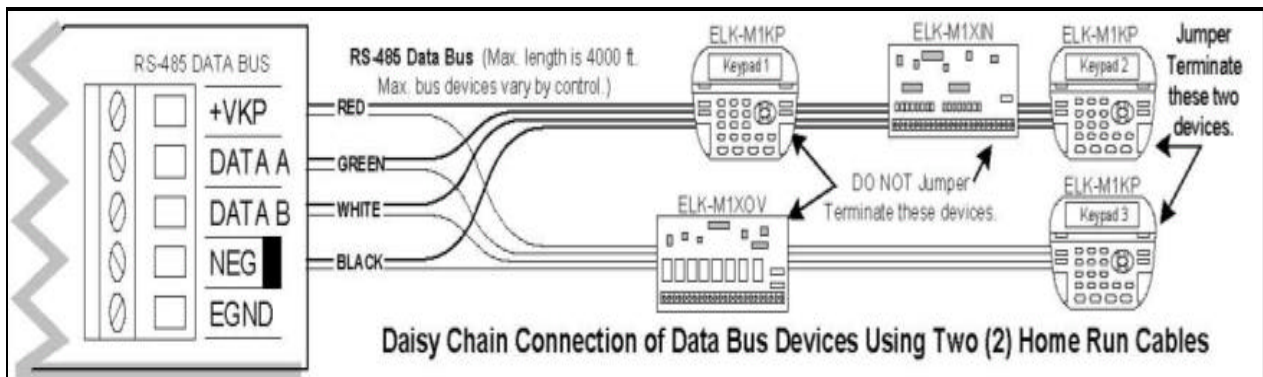 RS-485 DATA BUS
+VKP
DATA A
DATA B
NEG
EGND
RS-485 Data Bus (Max. length is 4000 ft.
Max. bus devices vary by control.)
RED
GREEN
WHITE
BLACK
ELK-M1KP
Keypad 1
ELK-M1XIN
ELK-M1KP
Keypad 2
Jumper
Terminate
these two
devices.
DO NOT Jumper
Terminate these devices.
ELK-M1XOV
ELK-M1KP
Keypad 3
Daisy Chain Connection of Data Bus Devices Using Two (2) Home Run Cables